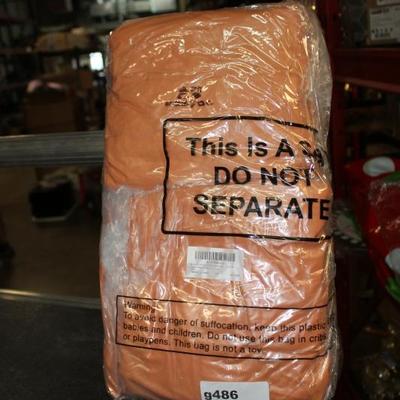 This Is A Set
DO NOT
SEPARATE
Warning:
To avoid danger of suffocation, keep this plastic
babies and children. Do not use this bag in cribs
or playpens. This bag is not a toy.
g486